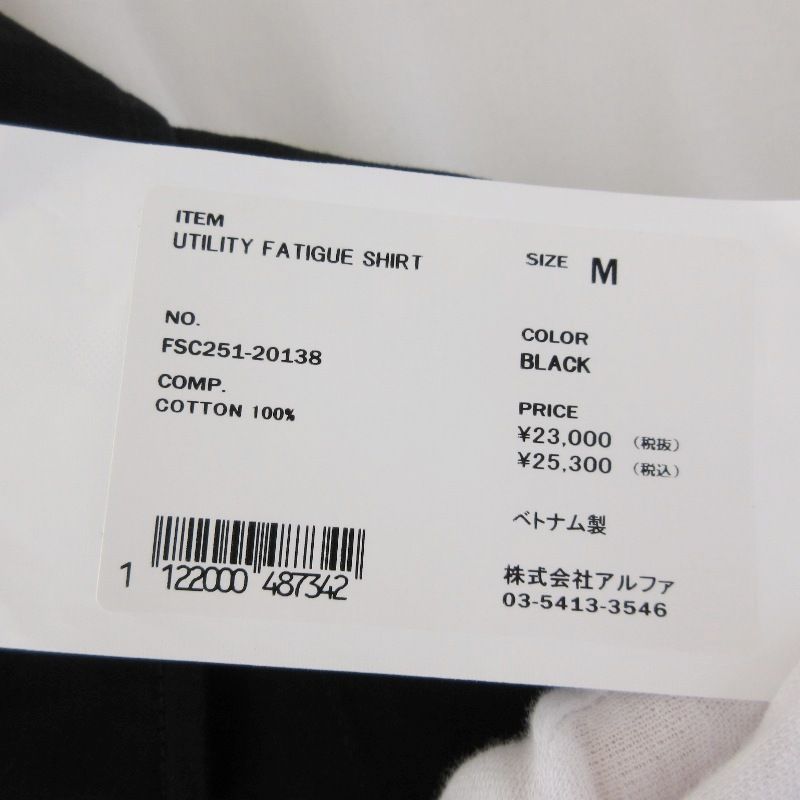 ITEM
UTILITY FATIGUE SHIRT
SIZE M
NO.
FSC251-20138
COLOR
BLACK
COMP.
COTTON 100%
PRICE
¥23,000 (税抜)
¥25,300 (税込)
ベトナム製
1 122000 487342
株式会社アルファ
03-5413-3546